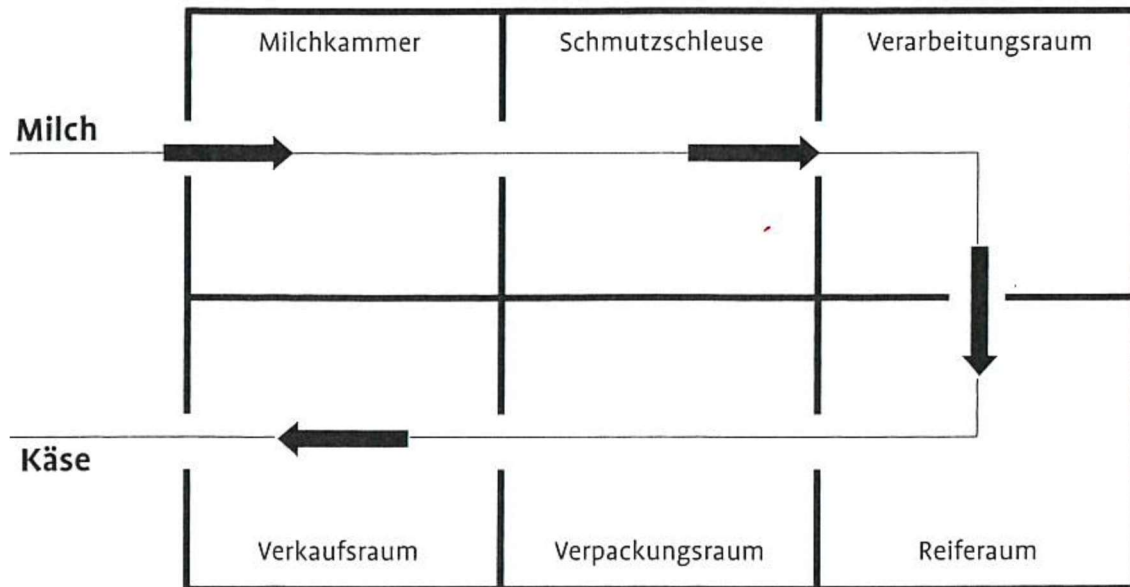 Milchkammer
Schmutzschleuse
Verarbeitungsraum
Milch
Käse
Verkaufsraum
Verpackungsraum
Reiferaum